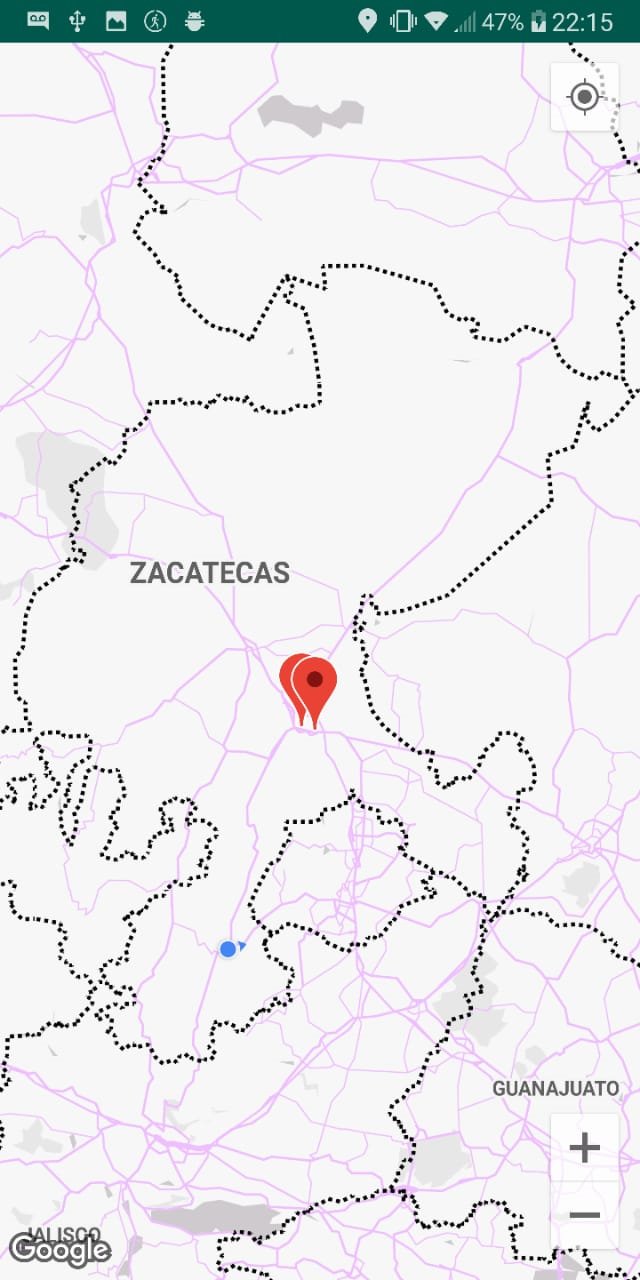 47% 22:15
ZACATECAS
GUANAJUATO
+
−
JALISCO
Google